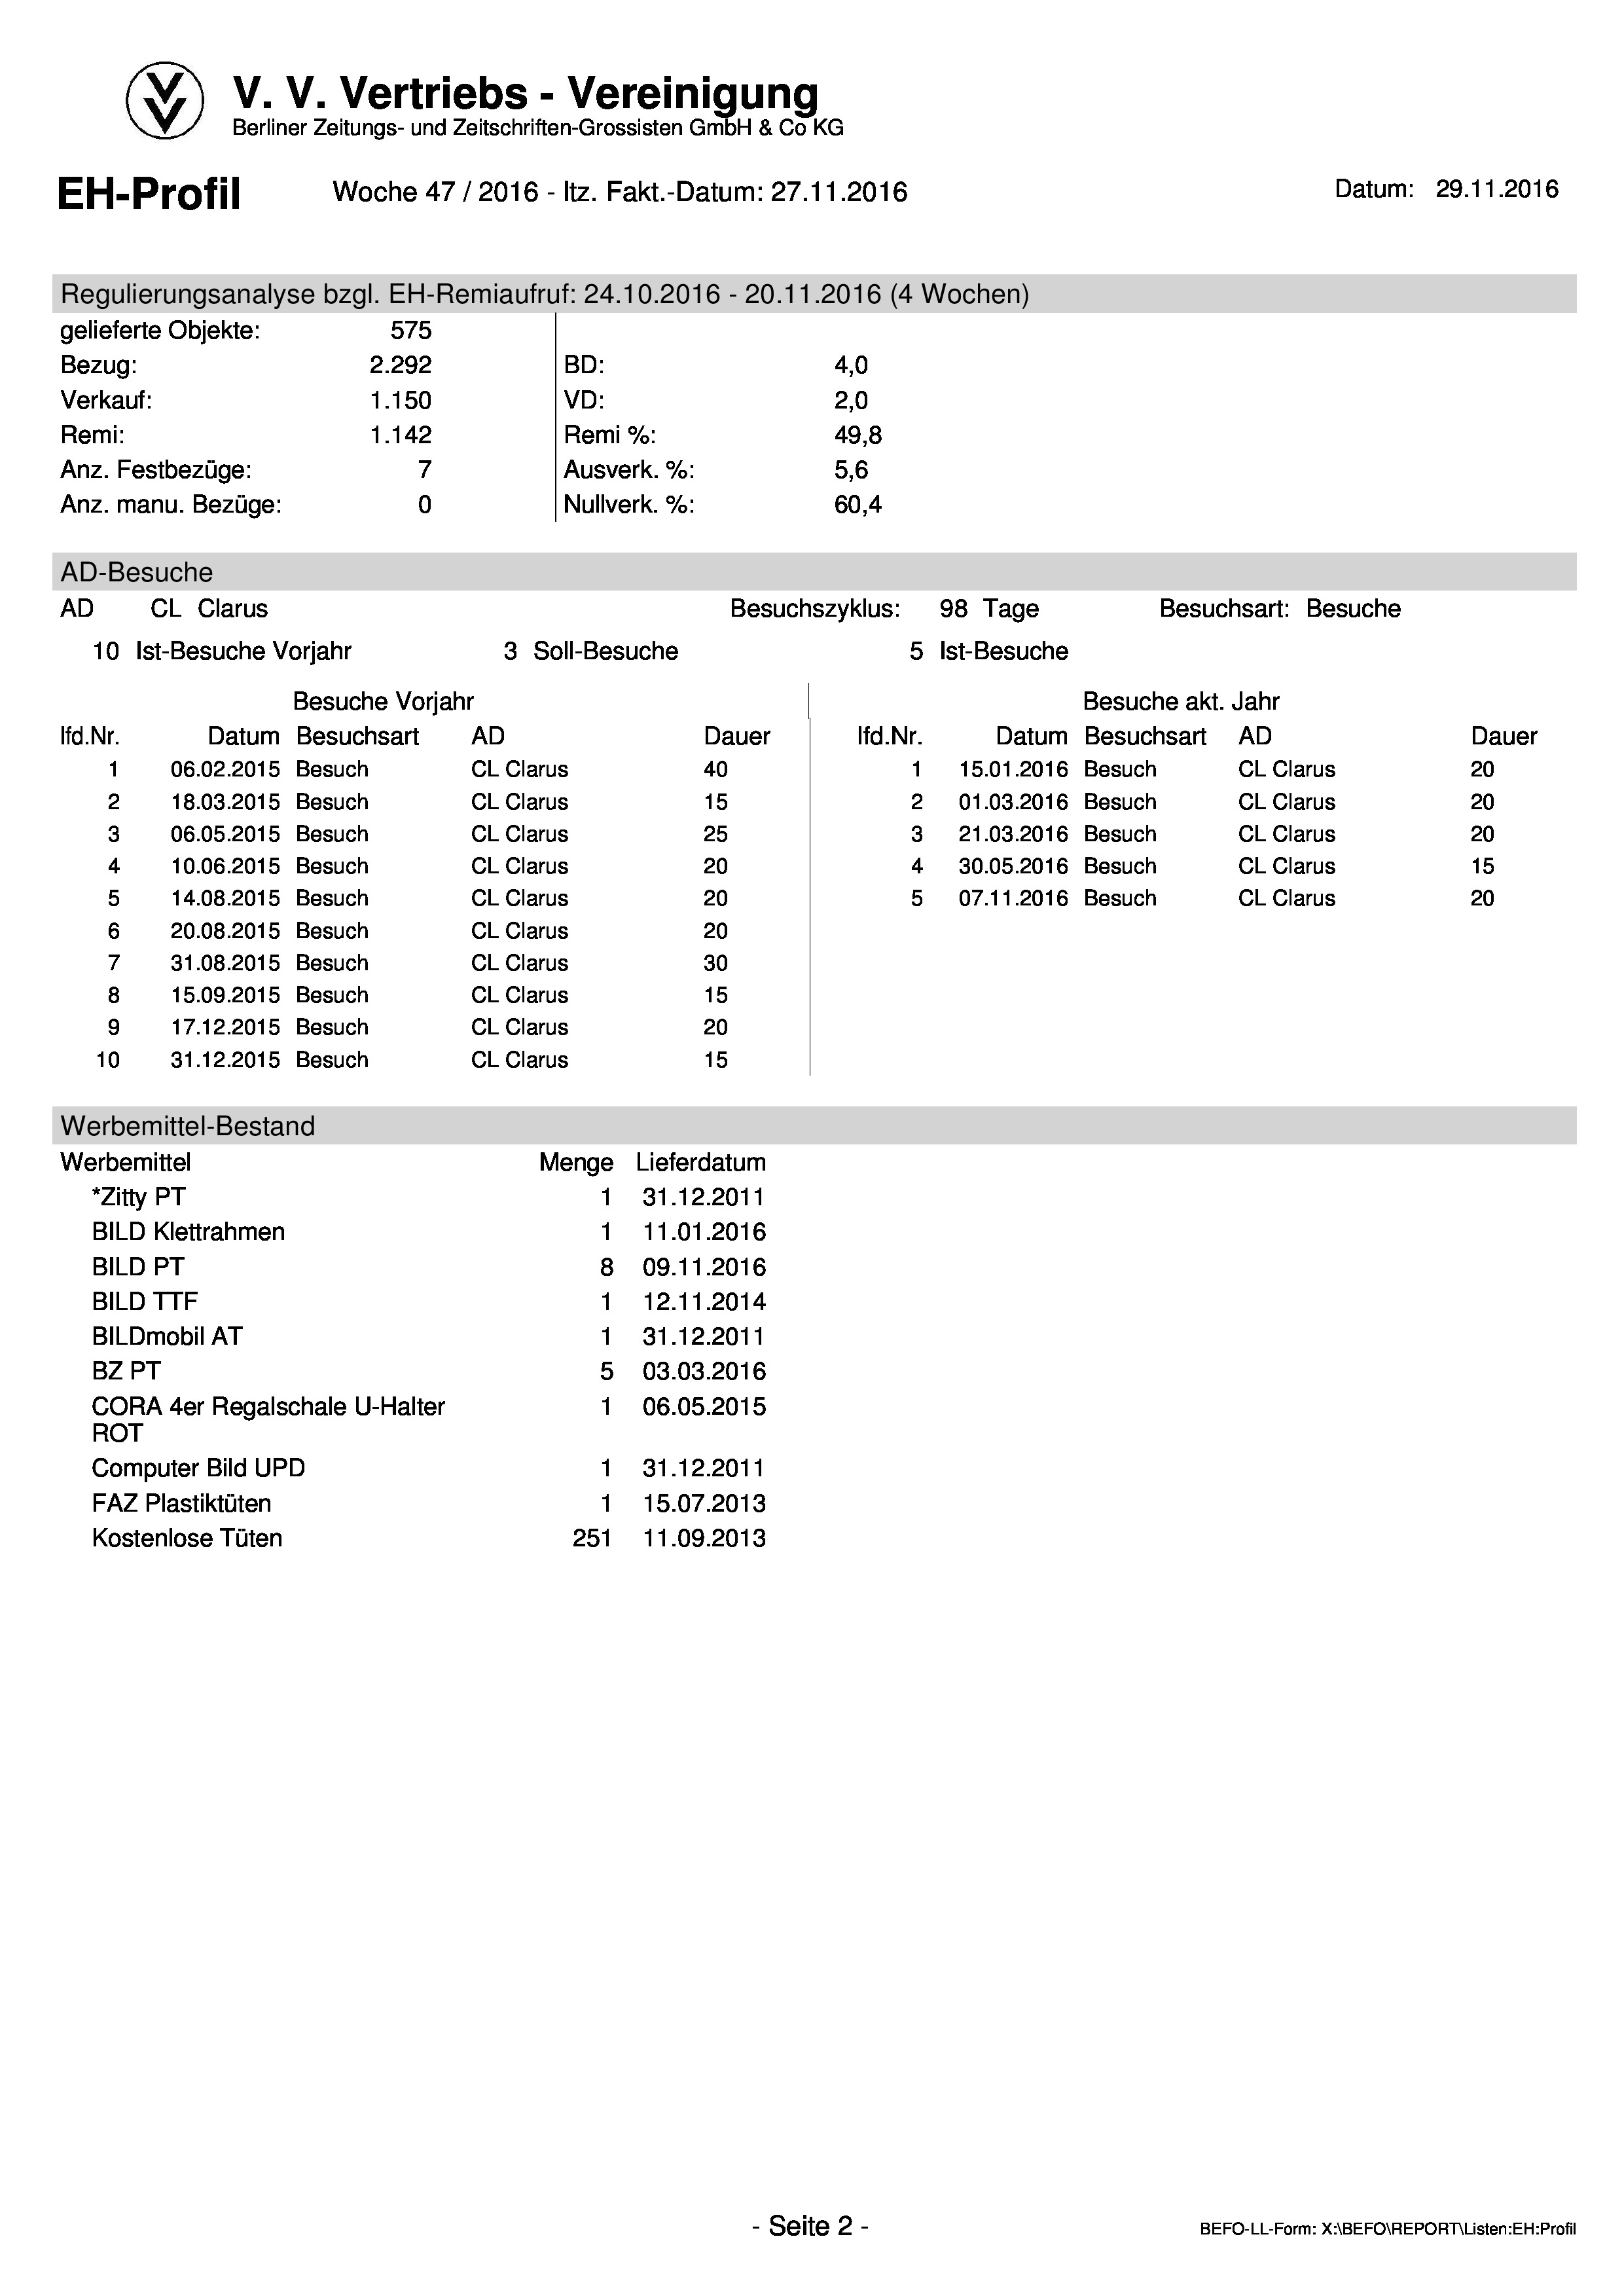 V. V. Vertriebs - Vereinigung
Berliner Zeitungs- und Zeitschriften-Grossisten GmbH & Co KG
EH-Profil Woche 47 / 2016 - ltz. Fakt.-Datum: 27.11.2016 Datum: 29.11.2016
Regulierungsanalyse bzgl. EH-Remiaufruf: 24.10.2016 - 20.11.2016 (4 Wochen)
gelieferte Objekte: 575
Bezug: 2.292 BD: 4,0
Verkauf: 1.150 VD: 2,0
Remi: 1.142 Remi %: 49,8
Anz. Festbezüge: 7 Ausverk. %: 5,6
Anz. manu. Bezüge: 0 Nullverk. %: 60,4
AD-Besuche
AD CL Clarus Besuchszyklus: 98 Tage Besuchsart: Besuche
10 Ist-Besuche Vorjahr 3 Soll-Besuche 5 Ist-Besuche
Besuche Vorjahr Besuche akt. Jahr
lfd.Nr. Datum Besuchsart AD Dauer lfd.Nr. Datum Besuchsart AD Dauer
1 06.02.2015 Besuch CL Clarus 40 1 15.01.2016 Besuch CL Clarus 20
2 18.03.2015 Besuch CL Clarus 15 2 01.03.2016 Besuch CL Clarus 20
3 06.05.2015 Besuch CL Clarus 25 3 21.03.2016 Besuch CL Clarus 20
4 10.06.2015 Besuch CL Clarus 20 4 30.05.2016 Besuch CL Clarus 15
5 14.08.2015 Besuch CL Clarus 20 5 07.11.2016 Besuch CL Clarus 20
6 20.08.2015 Besuch CL Clarus 20
7 31.08.2015 Besuch CL Clarus 30
8 15.09.2015 Besuch CL Clarus 15
9 17.12.2015 Besuch CL Clarus 20
10 31.12.2015 Besuch CL Clarus 15
Werbemittel-Bestand
Werbemittel Menge Lieferdatum
*Zitty PT 1 31.12.2011
BILD Klettrahmen 1 11.01.2016
BILD PT 8 09.11.2016
BILD TTF 1 12.11.2014
BILDmobil AT 1 31.12.2011
BZ PT 5 03.03.2016
CORA 4er Regalschale U-Halter 1 06.05.2015
ROT
Computer Bild UPD 1 31.12.2011
FAZ Plastiktüten 1 15.07.2013
Kostenlose Tüten 251 11.09.2013
- Seite 2 - BEFO-LL-Form: X:\BEFO\REPORT\Listen:EH:Profil